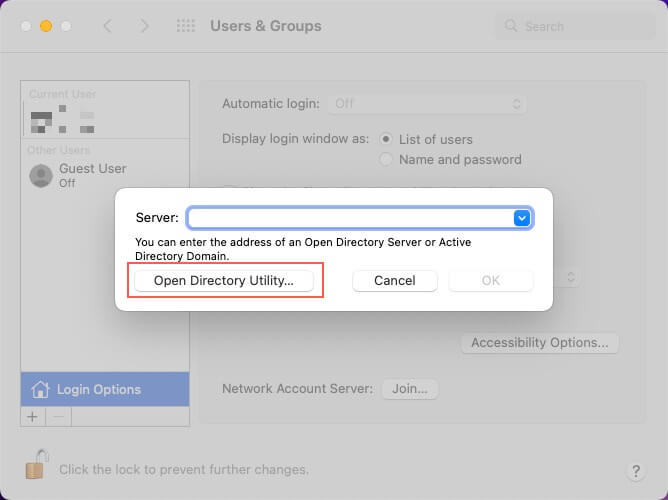 Users & Groups
Search
Current User
Other Users
Guest User
Off
Automatic login: Off
Display login window as: List of users
Name and password
Server:
You can enter the address of an Open Directory Server or Active
Directory Domain.
Open Directory Utility...
Cancel
OK
Accessibility Options...
Login Options
Network Account Server: Join...
+
−
Click the lock to prevent further changes.
?